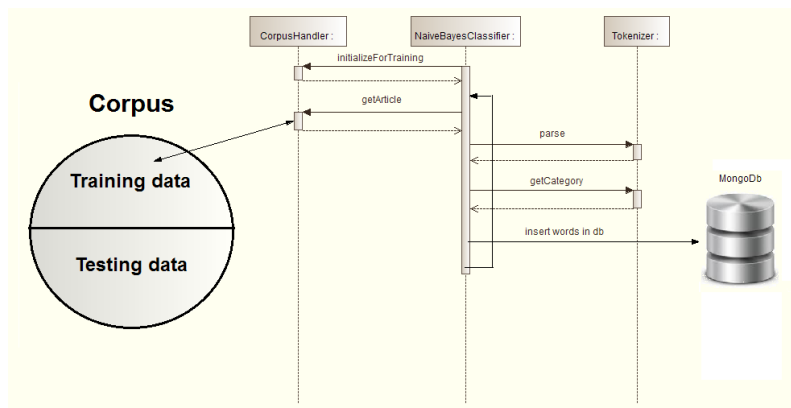 CorpusHandler :
NaiveBayesClassifier :
Tokenizer :
initializeForTraining
Corpus
getArticle
parse
Training data
getCategory
MongoDb
insert words in db
Testing data